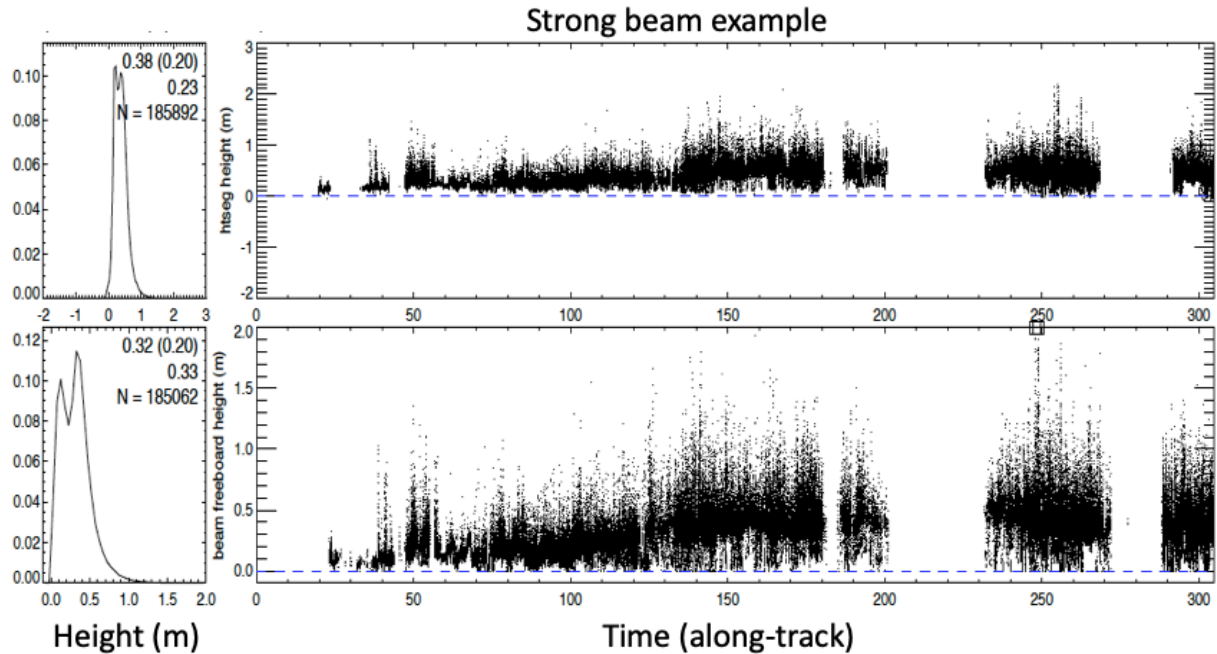 Strong beam example
0.10
0.08
0.06
0.04
0.02
0.00
0.38 (0.20)
0.23
N = 185892
-2 -1 0 1 2 3
htseg height (m)
3
2
1
0
-1
-2
0 50 100 150 200 250 300
0.12
0.10
0.08
0.06
0.04
0.02
0.00
0.32 (0.20)
0.33
N = 185062
0.0 0.5 1.0 1.5 2.0
beam freeboard height (m)
2.0
1.5
1.0
0.5
0.0
0 50 100 150 200 250 300
Height (m)
Time (along-track)